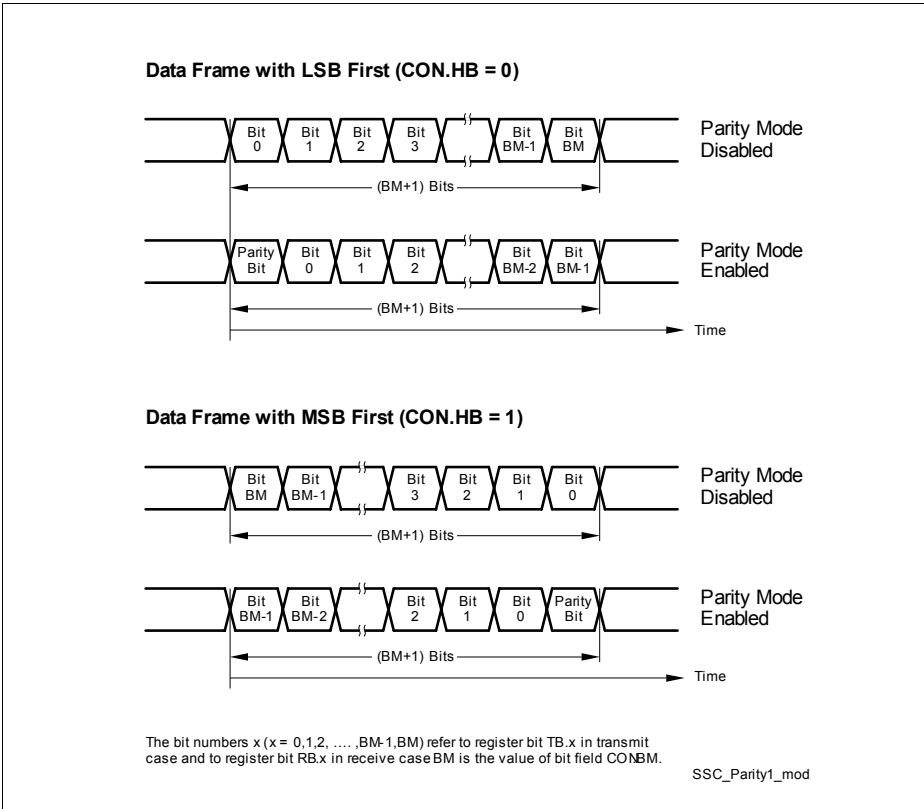 Data Frame with LSB First (CON.HB = 0)
Bit 0 Bit 1 Bit 2 Bit 3 Bit BM-1 Bit BM
Parity Mode Disabled
(BM+1) Bits
Parity Bit Bit 0 Bit 1 Bit 2 Bit BM-2 Bit BM-1
Parity Mode Enabled
(BM+1) Bits
Time
Data Frame with MSB First (CON.HB = 1)
Bit BM Bit BM-1 Bit 3 Bit 2 Bit 1 Bit 0
Parity Mode Disabled
(BM+1) Bits
Bit BM-1 Bit BM-2 Bit 2 Bit 1 Bit 0 Parity Bit
Parity Mode Enabled
(BM+1) Bits
Time
The bit numbers x (x = 0,1,2, .... ,BM-1,BM) refer to register bit TB.x in transmit
case and to register bit RB.x in receive case BM is the value of bit field CON.BM.
SSC_Parity1_mod